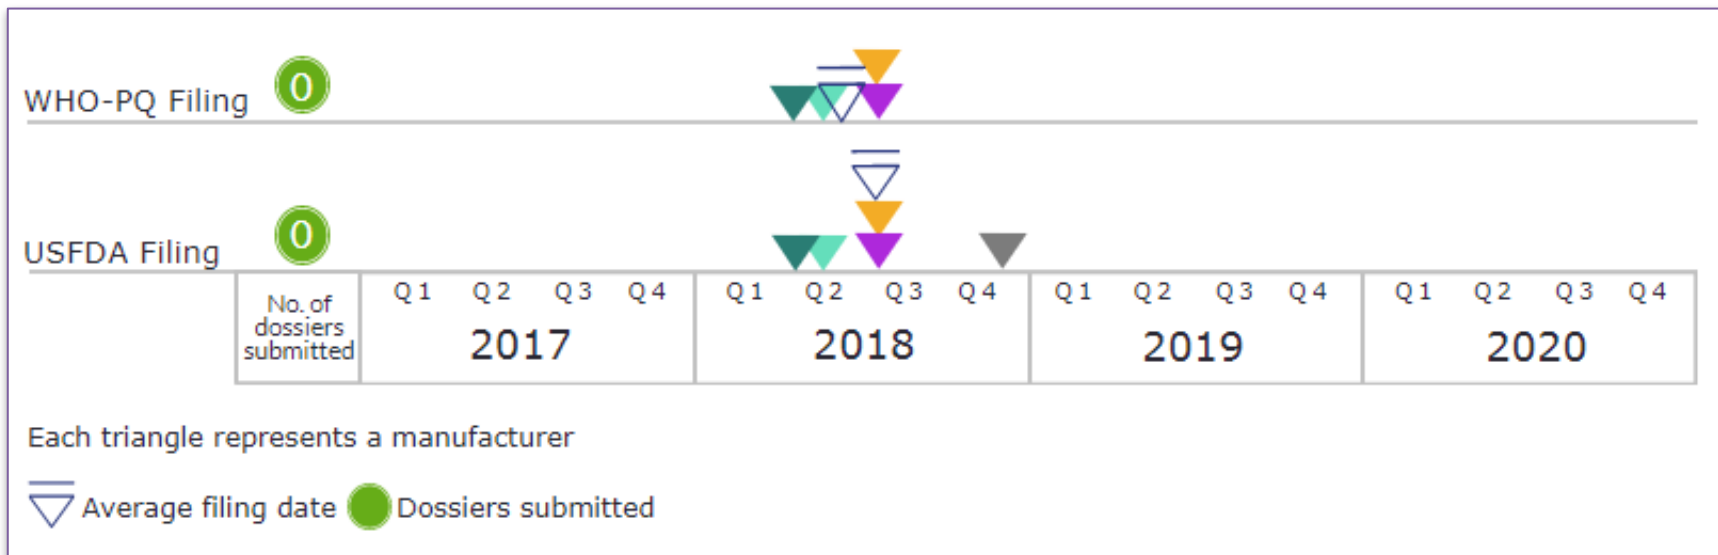 WHO-PQ Filing 0
USFDA Filing 0
No. of
dossiers
submitted
Q1 Q2 Q3 Q4 Q1 Q2 Q3 Q4 Q1 Q2 Q3 Q4 Q1 Q2 Q3 Q4
2017 2018 2019 2020
Each triangle represents a manufacturer
Average filing date Dossiers submitted